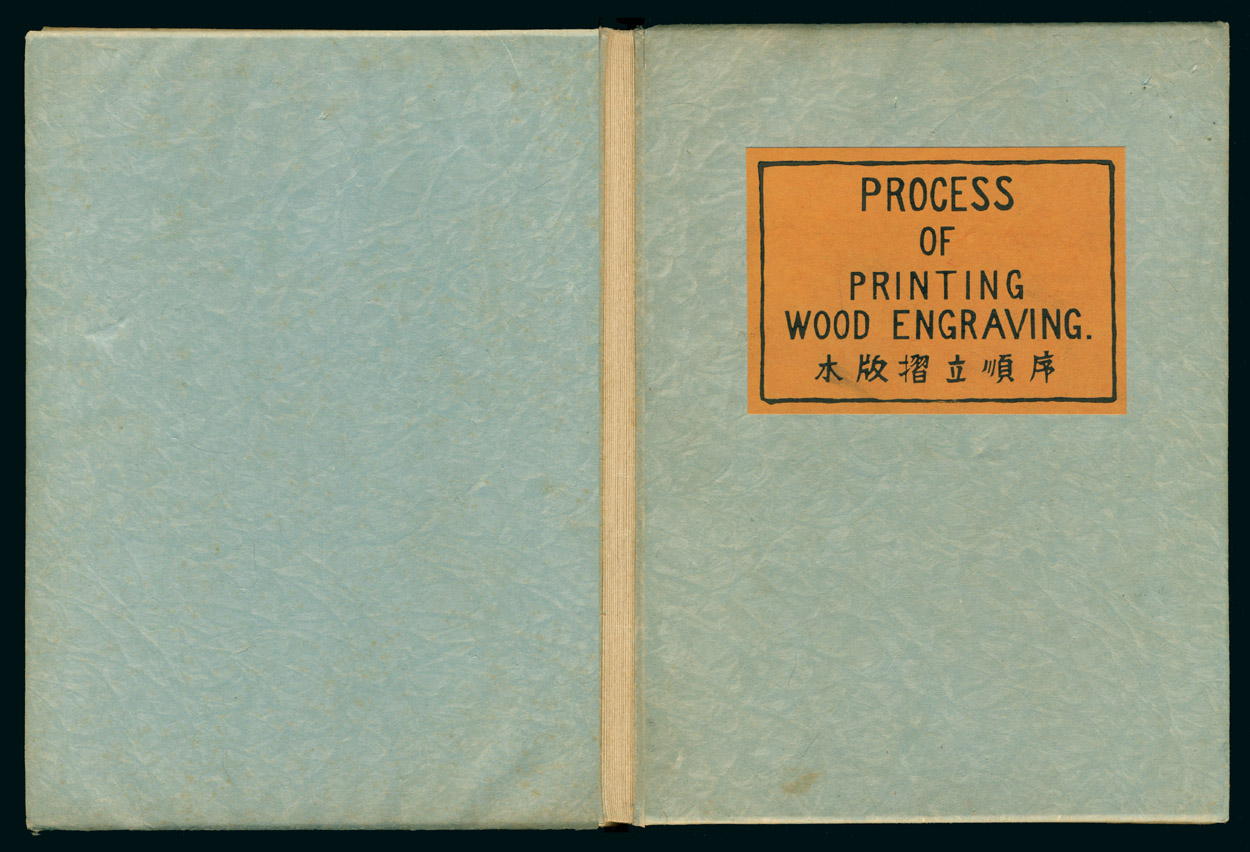 PROCESS
OF
PRINTING
WOOD ENGRAVING.
木版摺立順序